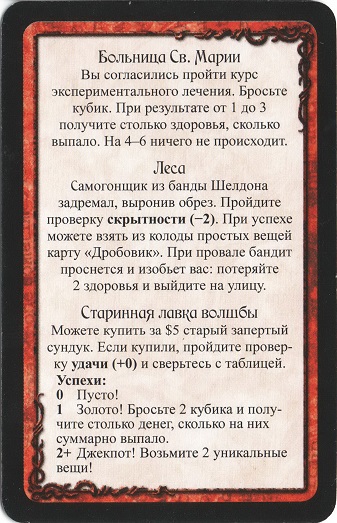 Больница Св. Марии
Вы согласились пройти курс
экспериментального лечения. Бросьте
кубик. При результате от 1 до 3
получите столько здоровья, сколько
выпало. На 4–6 ничего не происходит.
Леса
Самогонщик из банды Шелдона
задремал, выронив обрез. Пройдите
проверку скрытности (−2). При успехе
можете взять из колоды простых вещей
карту «Дробовик». При провале бандит
проснется и изобьет вас: потеряйте
2 здоровья и выйдите на улицу.
Старинная лавка волшбы
Можете купить за $5 старый запертый
сундук. Если купили, пройдите провер-
ку удачи (+0) и сверьтесь с таблицей.
Успехи:
0 Пусто!
1 Золото! Бросьте 2 кубика и полу-
чите столько денег, сколько на них
суммарно выпало.
2+ Джекпот! Возьмите 2 уникальные
вещи!